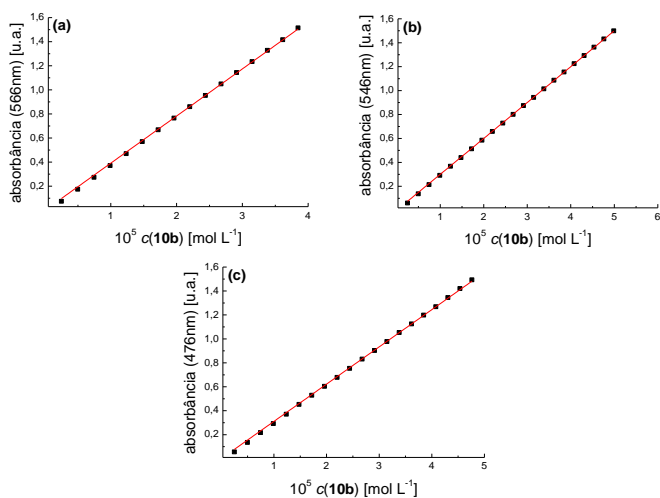 (a)
absorbância (566nm) [u.a.]
1,6
1,4
1,2
1,0
0,8
0,6
0,4
0,2
1 2 3 4
10⁵ c(10b) [mol L⁻¹]
(b)
absorbância (546nm) [u.a.]
1,6
1,4
1,2
1,0
0,8
0,6
0,4
0,2
1 2 3 4 5 6
10⁵ c(10b) [mol L⁻¹]
(c)
absorbância (476nm) [u.a.]
1,6
1,4
1,2
1,0
0,8
0,6
0,4
0,2
1 2 3 4 5
10⁵ c(10b) [mol L⁻¹]